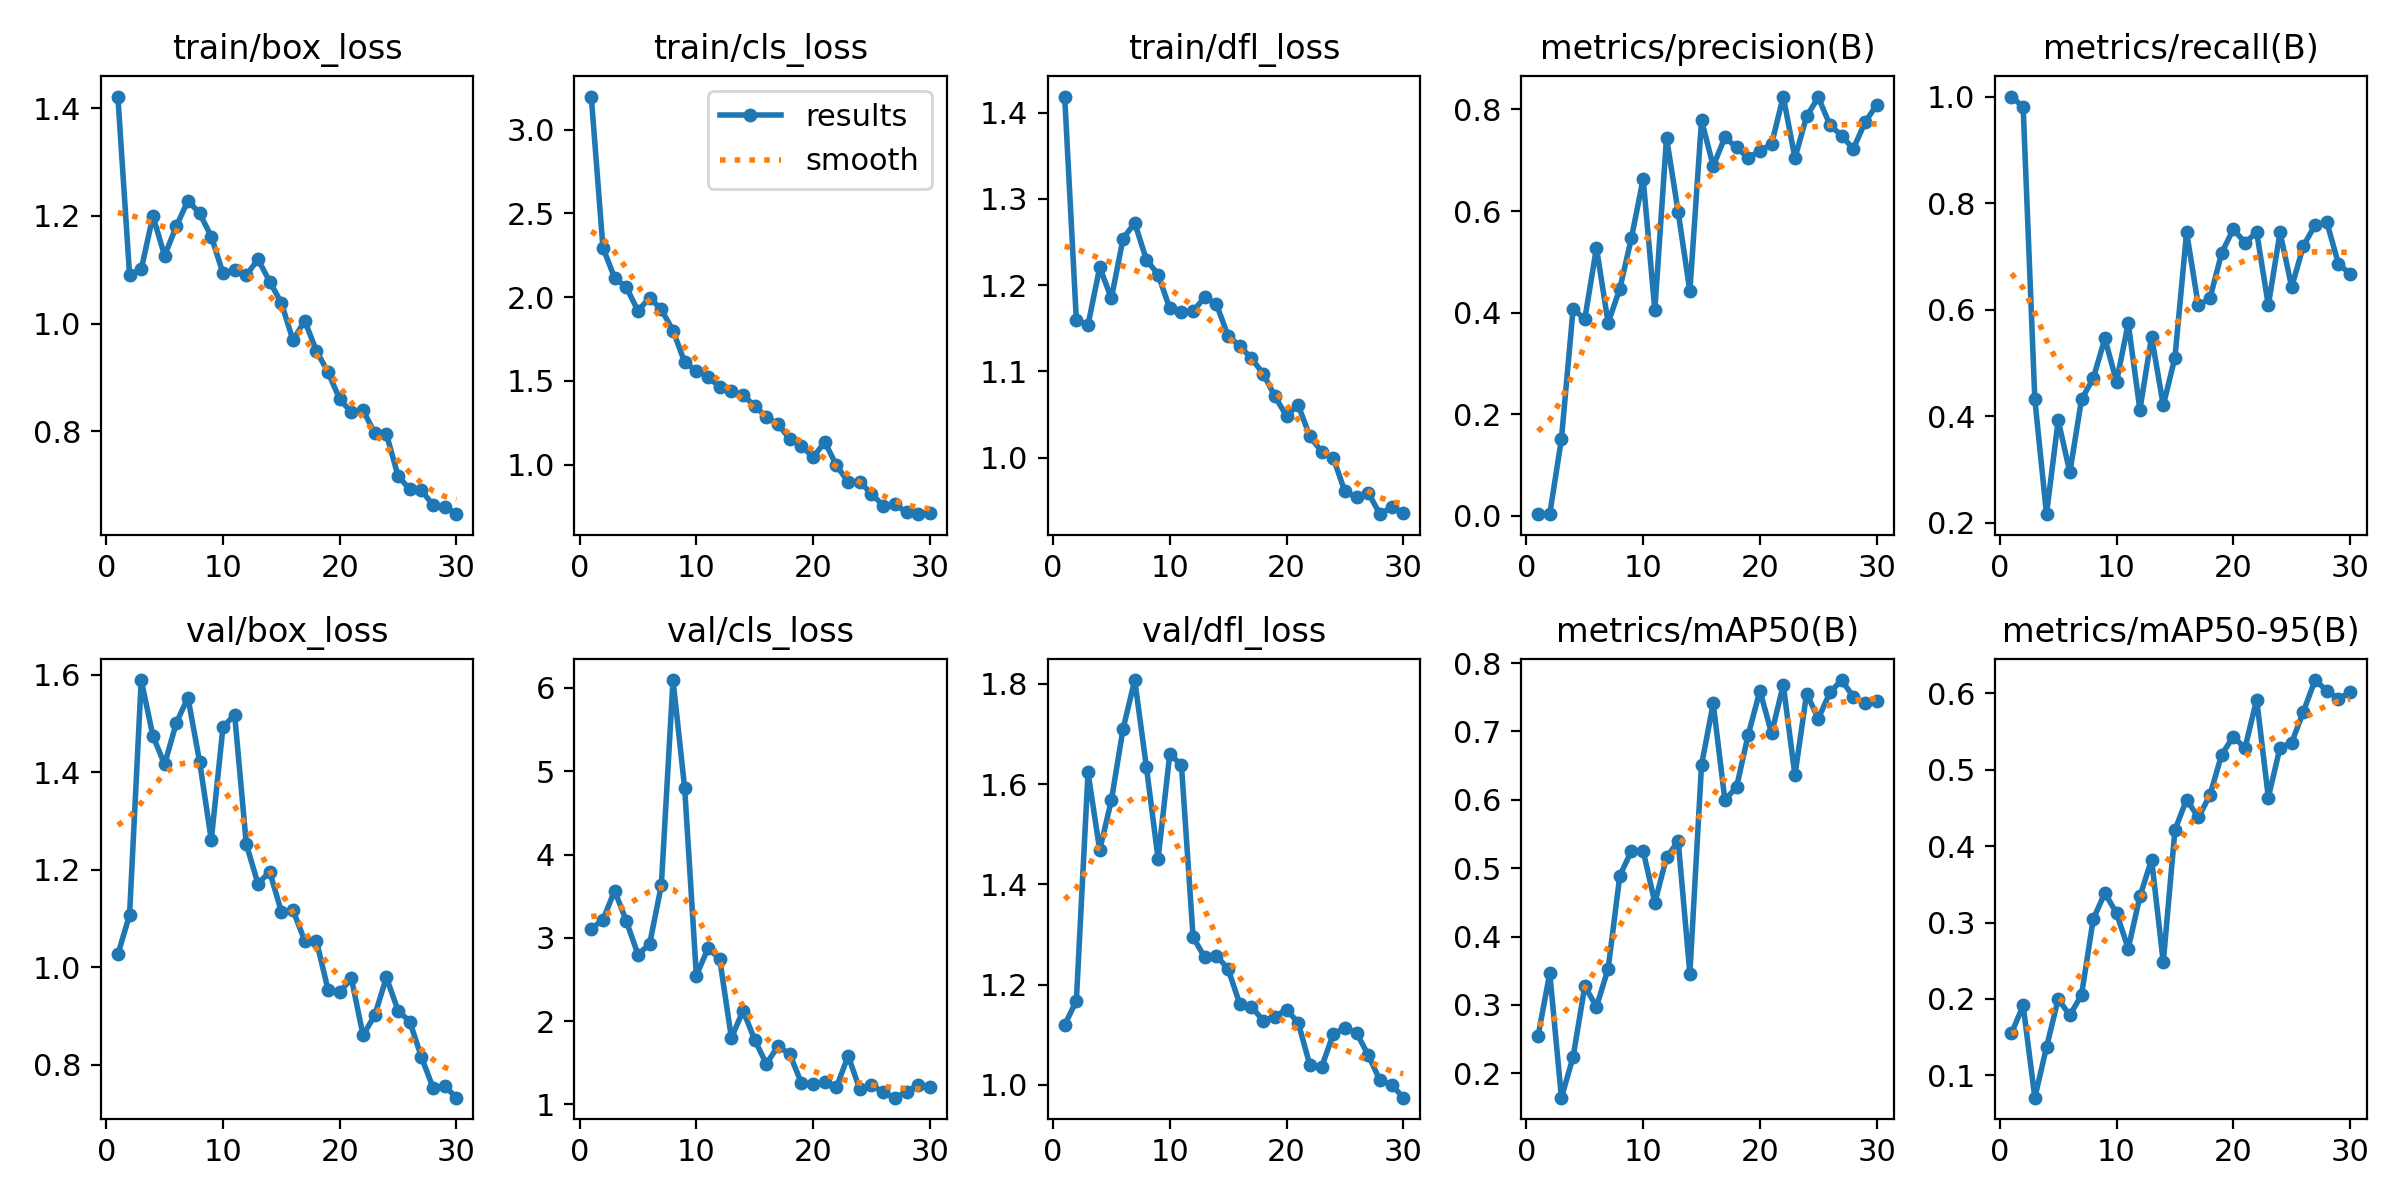 train/box_loss
1.4
1.2
1.0
0.8
0 10 20 30
train/cls_loss
results
smooth
3.0
2.5
2.0
1.5
1.0
0 10 20 30
train/dfl_loss
1.4
1.3
1.2
1.1
1.0
0 10 20 30
metrics/precision(B)
0.8
0.6
0.4
0.2
0.0
0 10 20 30
metrics/recall(B)
1.0
0.8
0.6
0.4
0.2
0 10 20 30
val/box_loss
1.6
1.4
1.2
1.0
0.8
0 10 20 30
val/cls_loss
6
5
4
3
2
1
0 10 20 30
val/dfl_loss
1.8
1.6
1.4
1.2
1.0
0 10 20 30
metrics/mAP50(B)
0.8
0.7
0.6
0.5
0.4
0.3
0.2
0 10 20 30
metrics/mAP50-95(B)
0.6
0.5
0.4
0.3
0.2
0.1
0 10 20 30